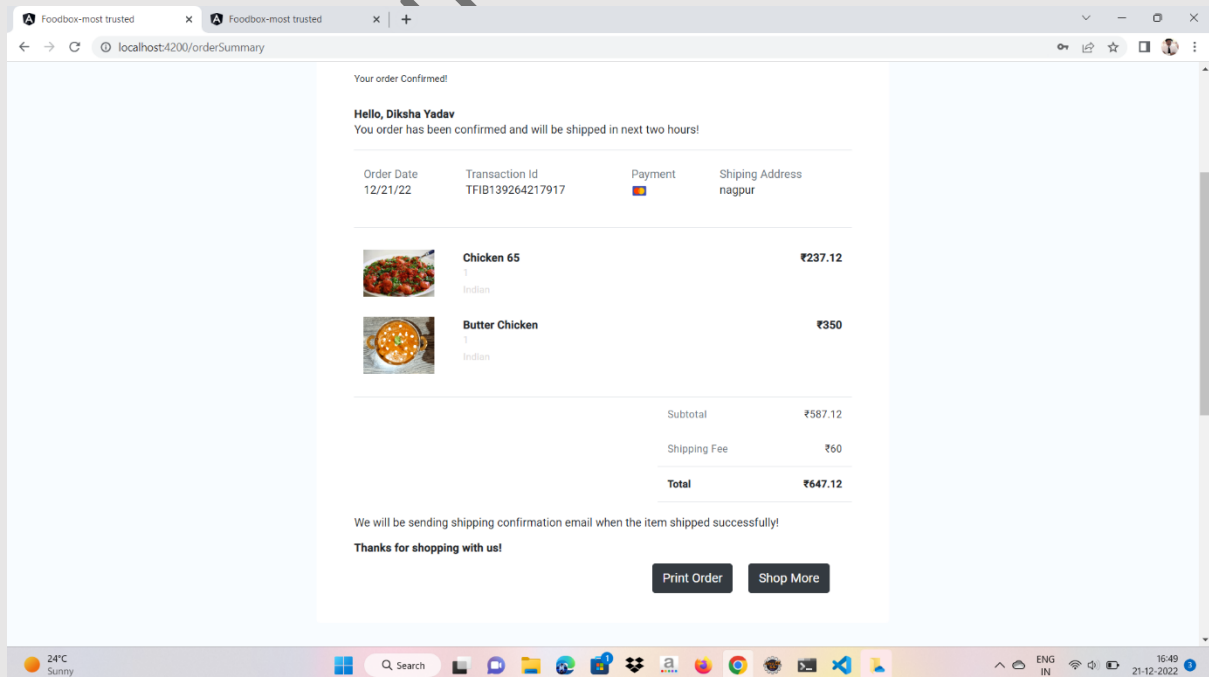 Foodbox-most trusted
Foodbox-most trusted
localhost:4200/orderSummary
Your order Confirmed!
Hello, Diksha Yadav
You order has been confirmed and will be shipped in next two hours!
Order Date Transaction Id Payment Shiping Address
12/21/22 TFIB139264217917 nagpur
Chicken 65 ₹237.12
1
Indian
Butter Chicken ₹350
1
Indian
Subtotal ₹587.12
Shipping Fee ₹60
Total ₹647.12
We will be sending shipping confirmation email when the item shipped successfully!
Thanks for shopping with us!
Print Order Shop More
24°C
Sunny
Search
1
a
ENG
IN
16:49
21-12-2022
3